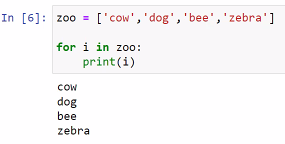 In [6]: zoo = ['cow','dog','bee','zebra']
for i in zoo:
    print(i)
cow
dog
bee
zebra